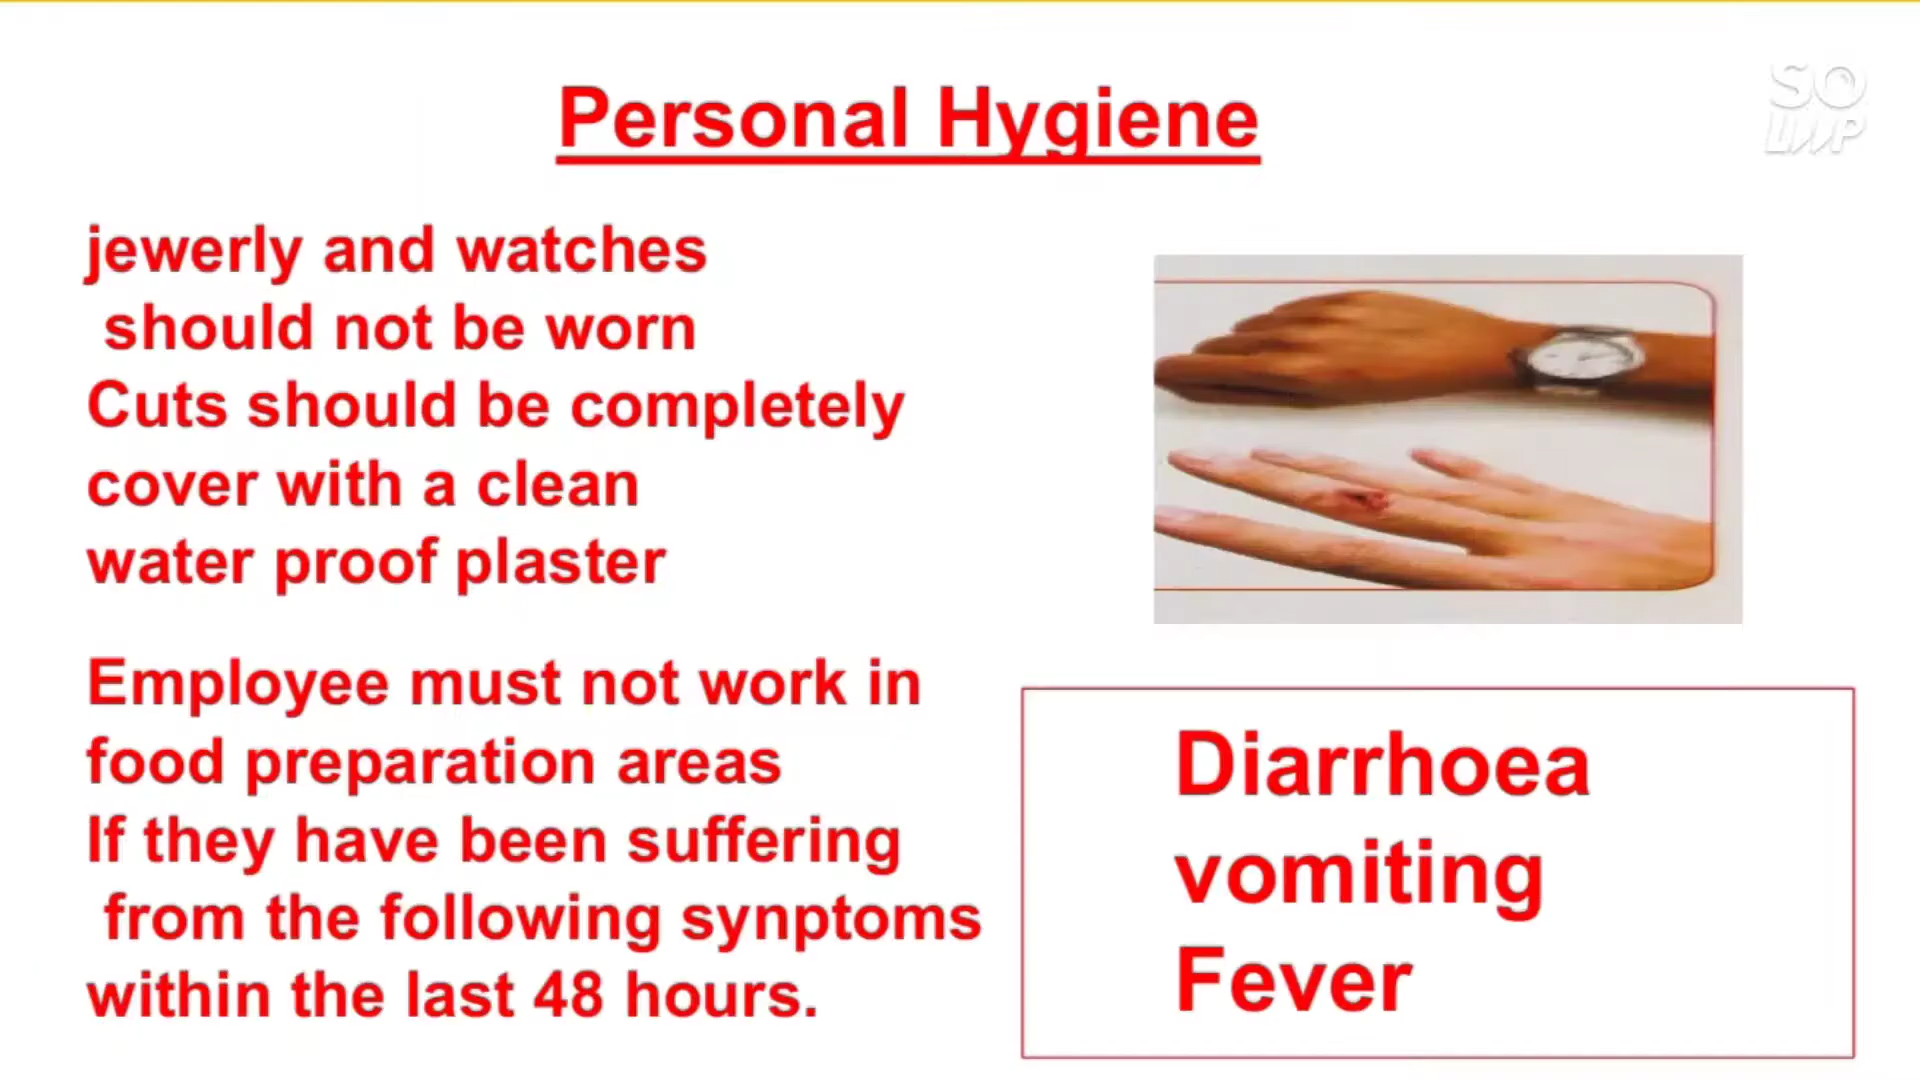 Personal Hygiene
SO
LIIP
jewerly and watches
should not be worn
Cuts should be completely
cover with a clean
water proof plaster
Employee must not work in
food preparation areas
If they have been suffering
from the following synptoms
within the last 48 hours.
Diarrhoea
vomiting
Fever